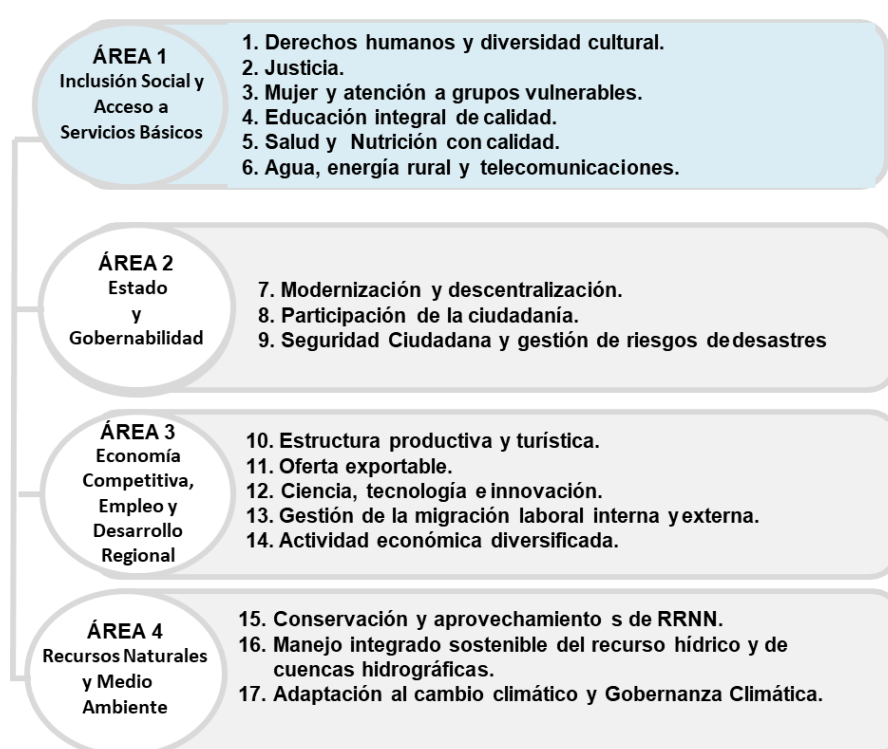 ÁREA 1
Inclusión Social y
Acceso a
Servicios Básicos
1. Derechos humanos y diversidad cultural.
2. Justicia.
3. Mujer y atención a grupos vulnerables.
4. Educación integral de calidad.
5. Salud y Nutrición con calidad.
6. Agua, energía rural y telecomunicaciones.
ÁREA 2
Estado
y
Gobernabilidad
7. Modernización y descentralización.
8. Participación de la ciudadanía.
9. Seguridad Ciudadana y gestión de riesgos de desastres
ÁREA 3
Economía
Competitiva,
Empleo y
Desarrollo
Regional
10. Estructura productiva y turística.
11. Oferta exportable.
12. Ciencia, tecnología e innovación.
13. Gestión de la migración laboral interna y externa.
14. Actividad económica diversificada.
ÁREA 4
Recursos Naturales
y Medio
Ambiente
15. Conservación y aprovechamiento s de RRNN.
16. Manejo integrado sostenible del recurso hídrico y de
cuencas hidrográficas.
17. Adaptación al cambio climático y Gobernanza Climática.